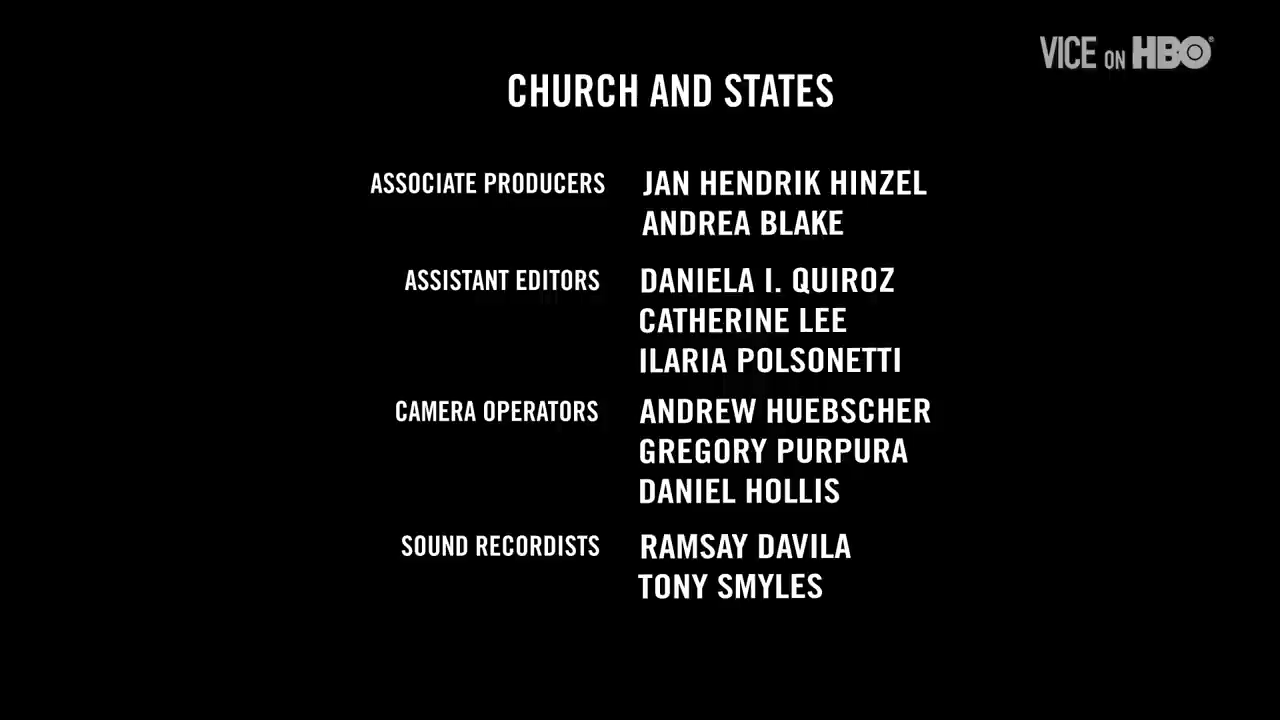 VICE ON HBO®
CHURCH AND STATES
ASSOCIATE PRODUCERS JAN HENDRIK HINZEL
ANDREA BLAKE
ASSISTANT EDITORS DANIELA I. QUIROZ
CATHERINE LEE
ILARIA POLSONETTI
CAMERA OPERATORS ANDREW HUEBSCHER
GREGORY PURPURA
DANIEL HOLLIS
SOUND RECORDISTS RAMSAY DAVILA
TONY SMYLES